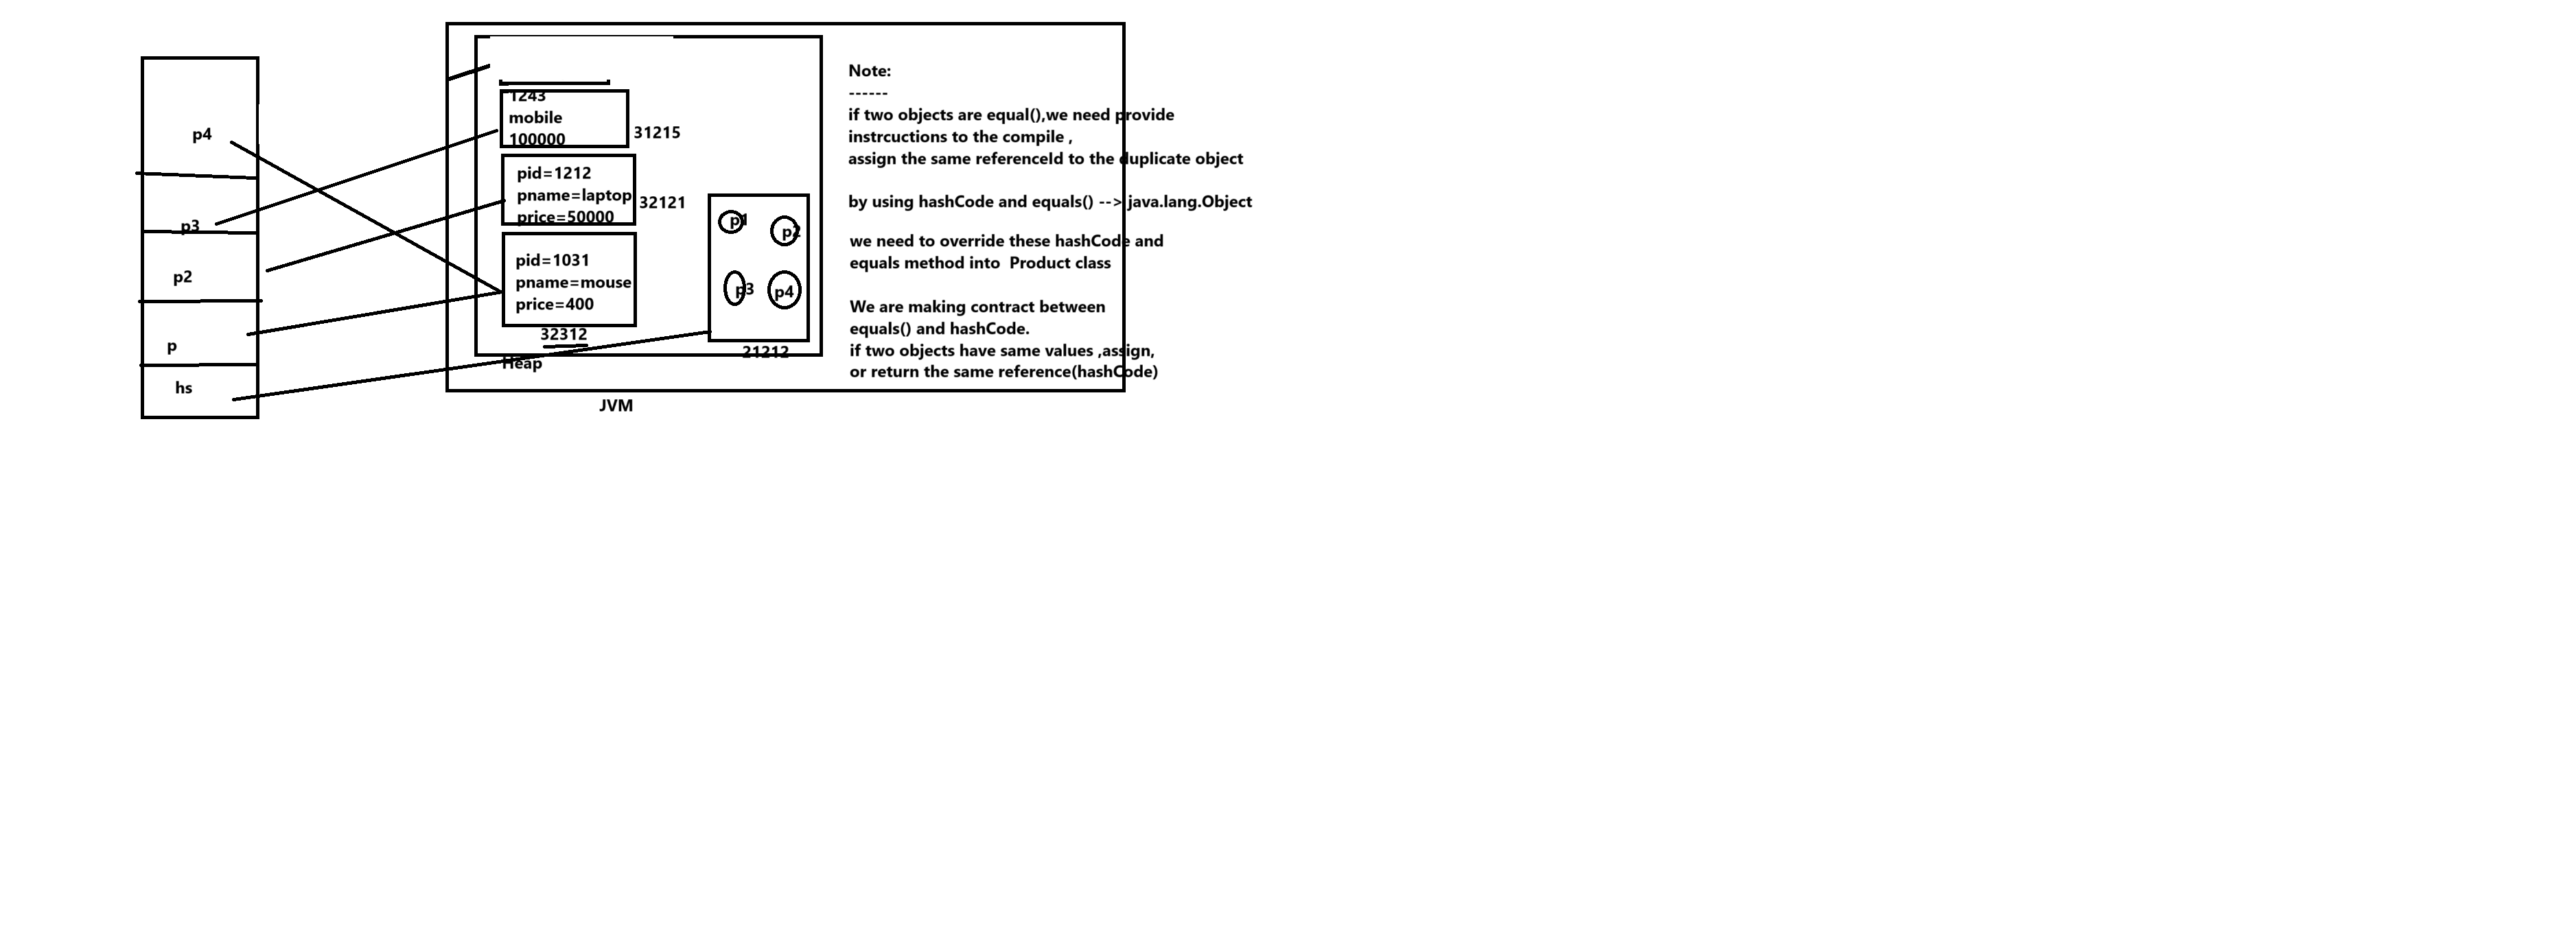 p4
p3
p2
p
hs
1243
mobile
100000
31215
pid=1212
pname=laptop
price=50000
32121
pid=1031
pname=mouse
price=400
32312
Heap
p1
p2
p3
p4
21212
JVM
Note:
------
if two objects are equal(),we need provide
instrcuctions to the compile ,
assign the same referenceId to the duplicate object
by using hashCode and equals() --> java.lang.Object
we need to override these hashCode and
equals method into  Product class
We are making contract between
equals() and hashCode.
if two objects have same values ,assign,
or return the same reference(hashCode)